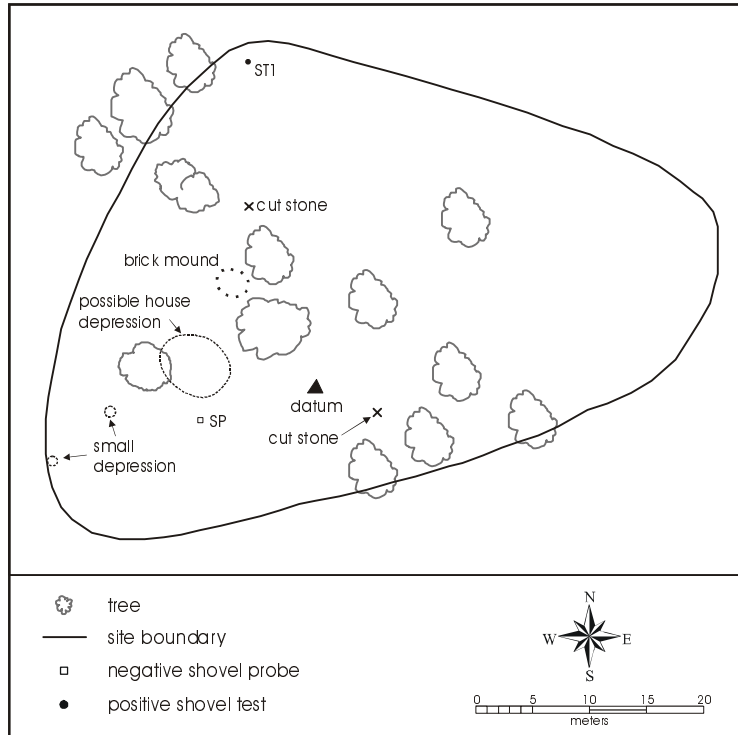 ST1
cut stone
brick mound
possible house
depression
datum
SP
cut stone
small
depression
tree
site boundary
negative shovel probe
positive shovel test
N
W E
S
0 5 10 15 20
meters